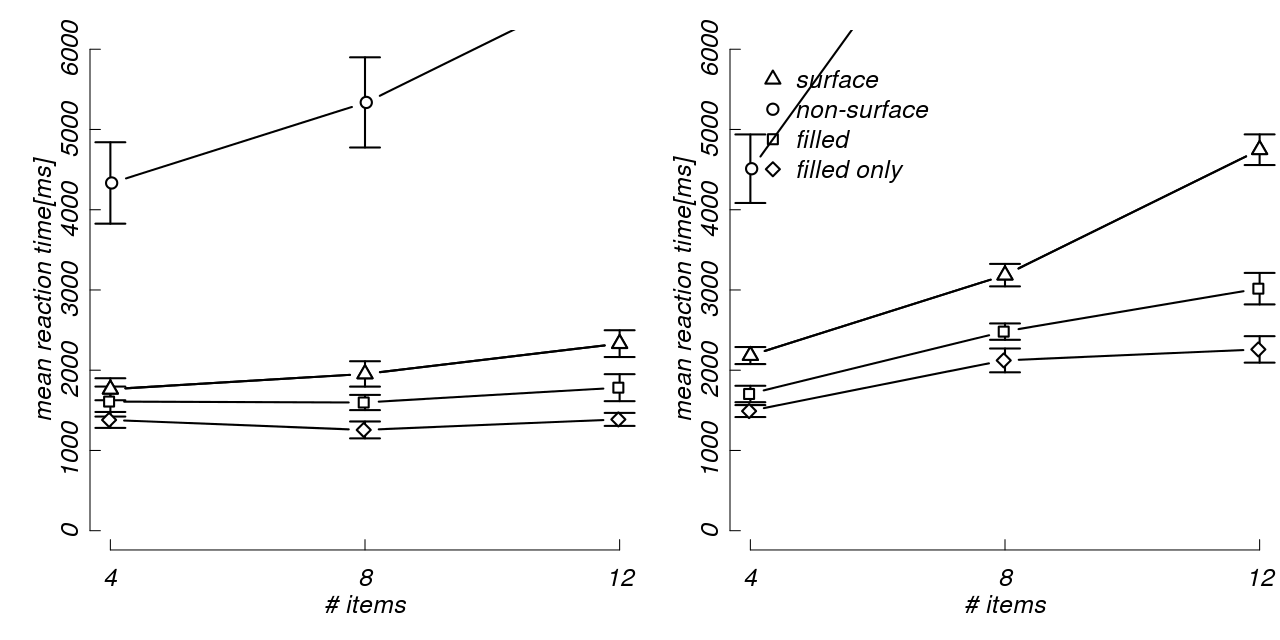 6000
5000
4000
3000
2000
1000
0
mean reaction time[ms]
4 8 12
# items
6000
5000
4000
3000
2000
1000
0
mean reaction time[ms]
surface
non-surface
filled
filled only
4 8 12
# items